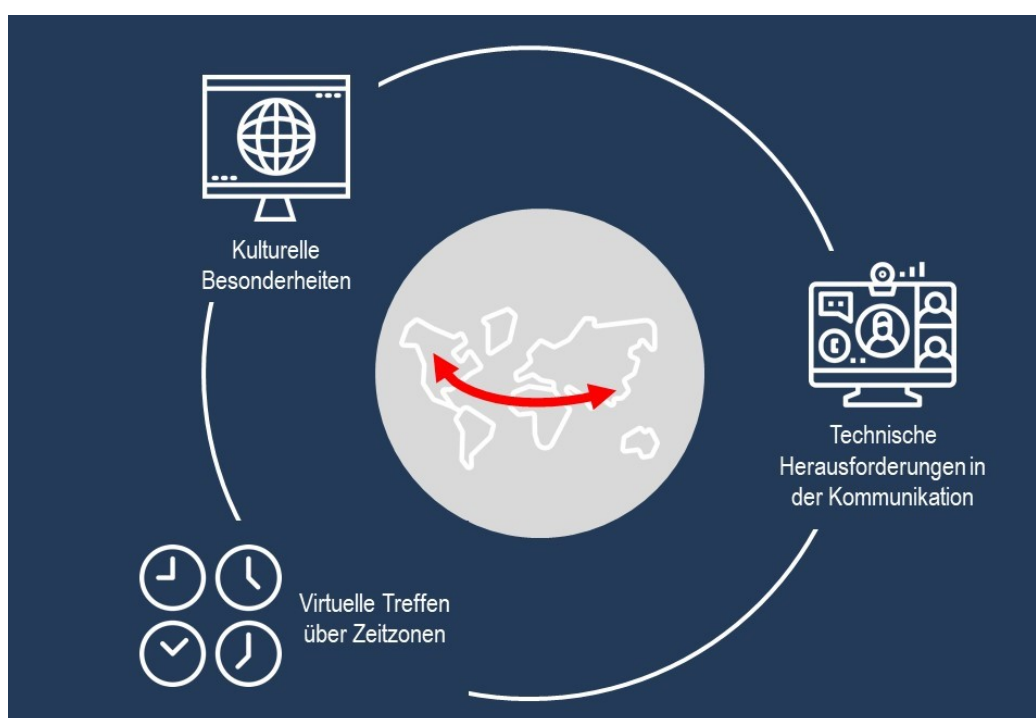 Kulturelle
Besonderheiten
Technische
Herausforderungen in
der Kommunikation
Virtuelle Treffen
über Zeitzonen